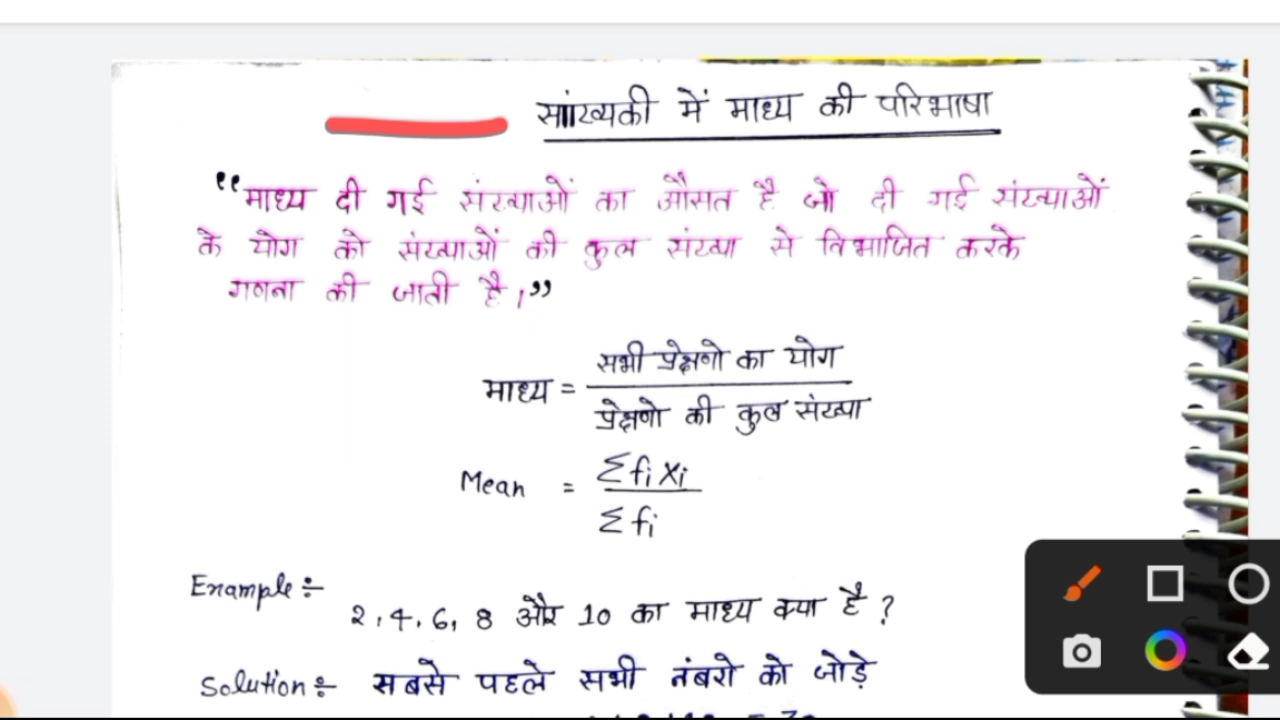 सांख्यकी में माध्य की परिभाषा
“माध्य दी गई संख्याओं का औसत है जो दी गई संख्याओं
के योग को संख्याओं की कुल संख्या से विभाजित करके
गणना की जाती है।”
माध्य = सभी प्रेक्षणो का योग
प्रेक्षणो की कुल संख्या
Mean = Σfixi
Σfi
Example :-
2, 4, 6, 8 और 10 का माध्य क्या है ?
Solution :- सबसे पहले सभी नंबरो को जोड़े